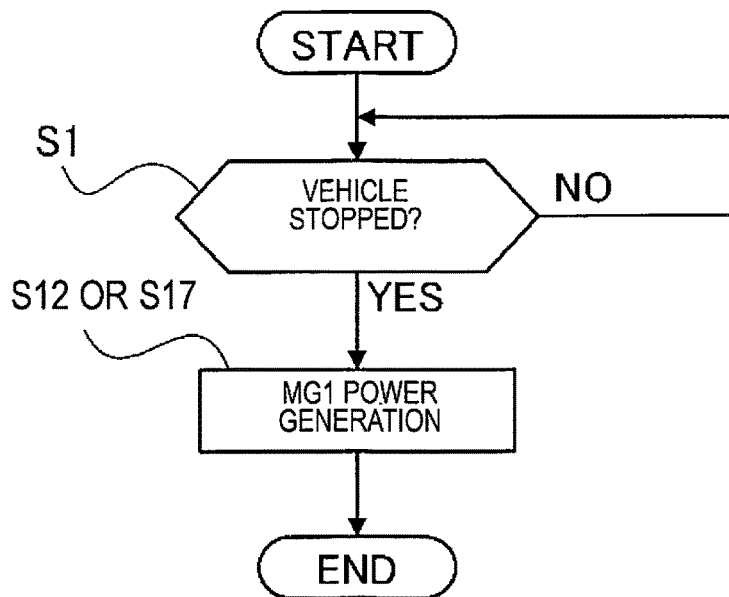 START
S1
VEHICLE
STOPPED?
NO
YES
S12 OR S17
MG1 POWER
GENERATION
END